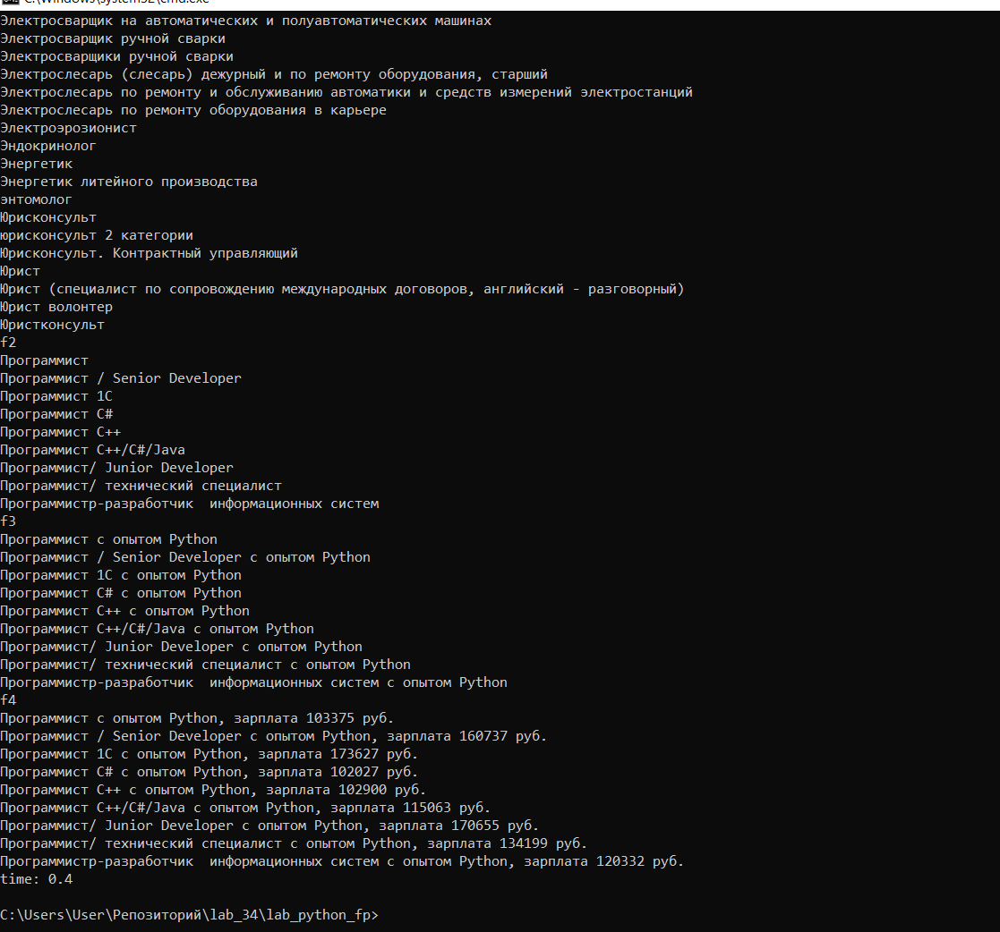 C:\Windows\system32\cmd.exe
Электросварщик на автоматических и полуавтоматических машинах
Электросварщик ручной сварки
Электросварщики ручной сварки
Электрослесарь (слесарь) дежурный и по ремонту оборудования, старший
Электрослесарь по ремонту и обслуживанию автоматики и средств измерений электростанций
Электрослесарь по ремонту оборудования в карьере
Электроэрозионист
Эндокринолог
Энергетик
Энергетик литейного производства
энтомолог
Юрисконсульт
юрисконсульт 2 категории
Юрисконсульт. Контрактный управляющий
Юрист
Юрист (специалист по сопровождению международных договоров, английский - разговорный)
Юрист волонтер
Юристконсульт
f2
Программист
Программист / Senior Developer
Программист 1C
Программист C#
Программист C++
Программист C++/C#/Java
Программист/ Junior Developer
Программист/ технический специалист
Программистр-разработчик  информационных систем
f3
Программист с опытом Python
Программист / Senior Developer с опытом Python
Программист 1C с опытом Python
Программист C# с опытом Python
Программист C++ с опытом Python
Программист C++/C#/Java с опытом Python
Программист/ Junior Developer с опытом Python
Программист/ технический специалист с опытом Python
Программистр-разработчик  информационных систем с опытом Python
f4
Программист с опытом Python, зарплата 103375 руб.
Программист / Senior Developer с опытом Python, зарплата 160737 руб.
Программист 1C с опытом Python, зарплата 173627 руб.
Программист C# с опытом Python, зарплата 102027 руб.
Программист C++ с опытом Python, зарплата 102900 руб.
Программист C++/C#/Java с опытом Python, зарплата 115063 руб.
Программист/ Junior Developer с опытом Python, зарплата 170655 руб.
Программист/ технический специалист с опытом Python, зарплата 134199 руб.
Программистр-разработчик  информационных систем с опытом Python, зарплата 120332 руб.
time: 0.4
C:\Users\User\Репозиторий\lab_34\lab_python_fp>